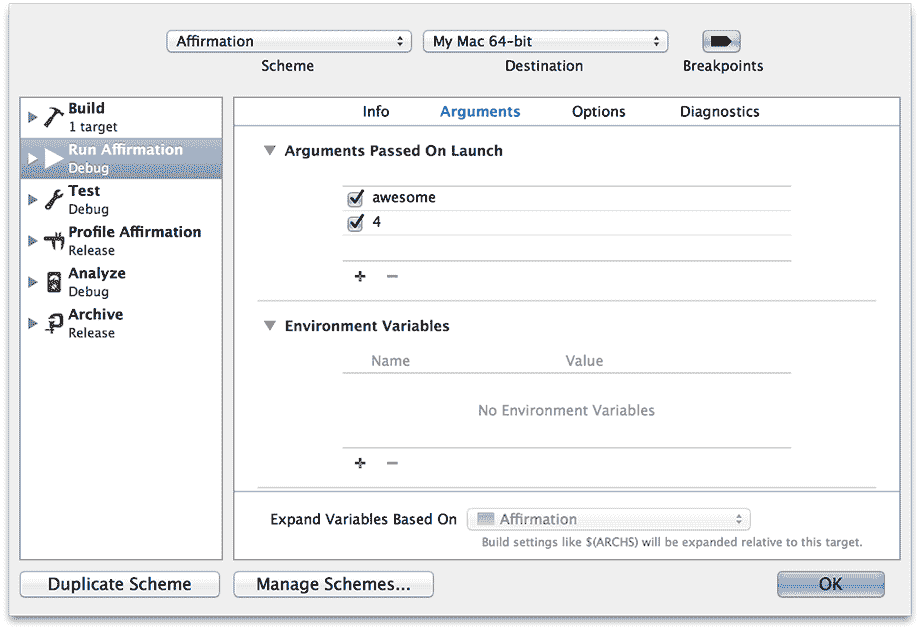 Affirmation
My Mac 64-bit
Scheme
Destination
Breakpoints
Build
1 target
Run Affirmation
Debug
Test
Debug
Profile Affirmation
Release
Analyze
Debug
Archive
Release
Info Arguments Options Diagnostics
Arguments Passed On Launch
awesome
4
Environment Variables
Name Value
No Environment Variables
Expand Variables Based On Affirmation
Build settings like $(ARCHS) will be expanded relative to this target.
Duplicate Scheme
Manage Schemes...
OK